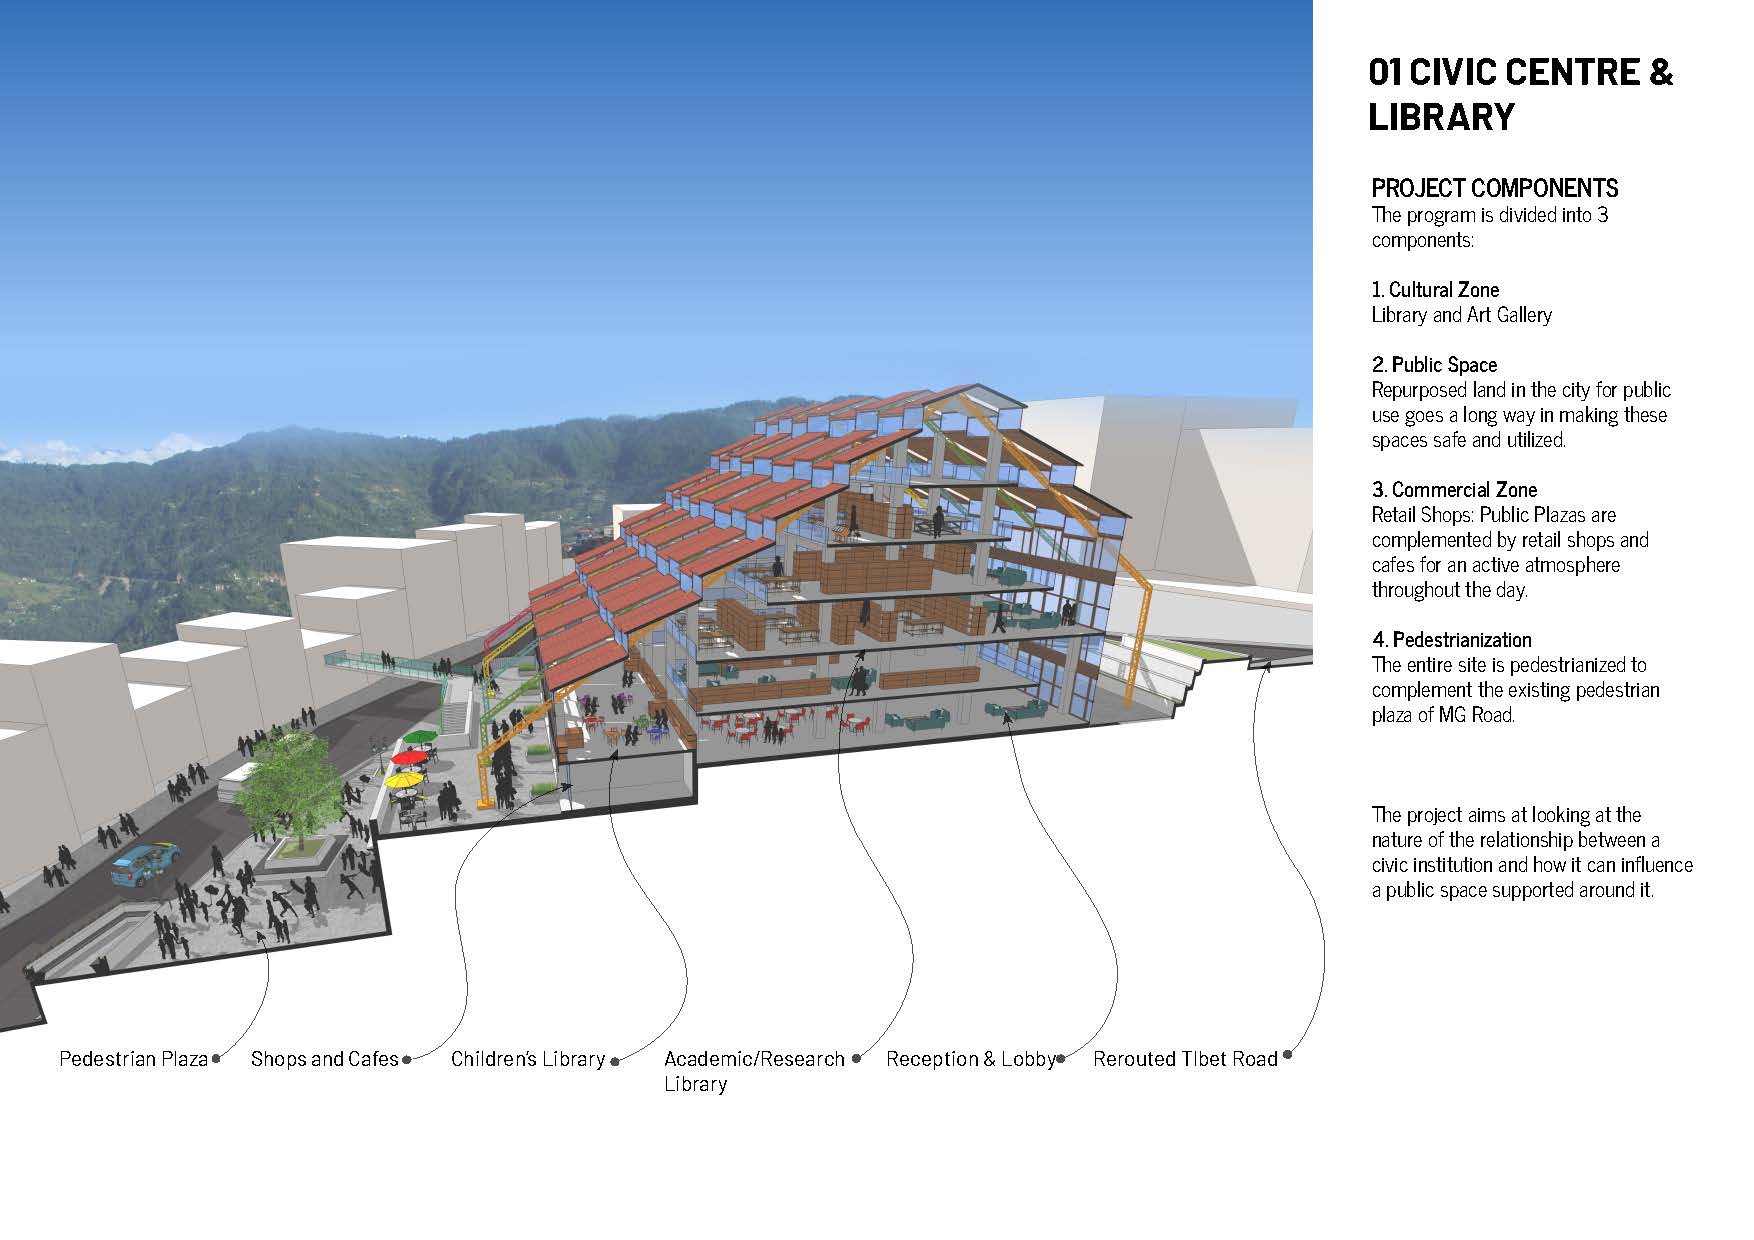 01 CIVIC CENTRE &
LIBRARY
PROJECT COMPONENTS
The program is divided into 3
components:
1. Cultural Zone
Library and Art Gallery
2. Public Space
Repurposed land in the city for public
use goes a long way in making these
spaces safe and utilized.
3. Commercial Zone
Retail Shops: Public Plazas are
complemented by retail shops and
cafes for an active atmosphere
throughout the day.
4. Pedestrianization
The entire site is pedestrianized to
complement the existing pedestrian
plaza of MG Road.
The project aims at looking at the
nature of the relationship between a
civic institution and how it can influence
a public space supported around it.
Pedestrian Plaza
Shops and Cafes
Children's Library
Academic/Research
Library
Reception & Lobby
Rerouted TIbet Road